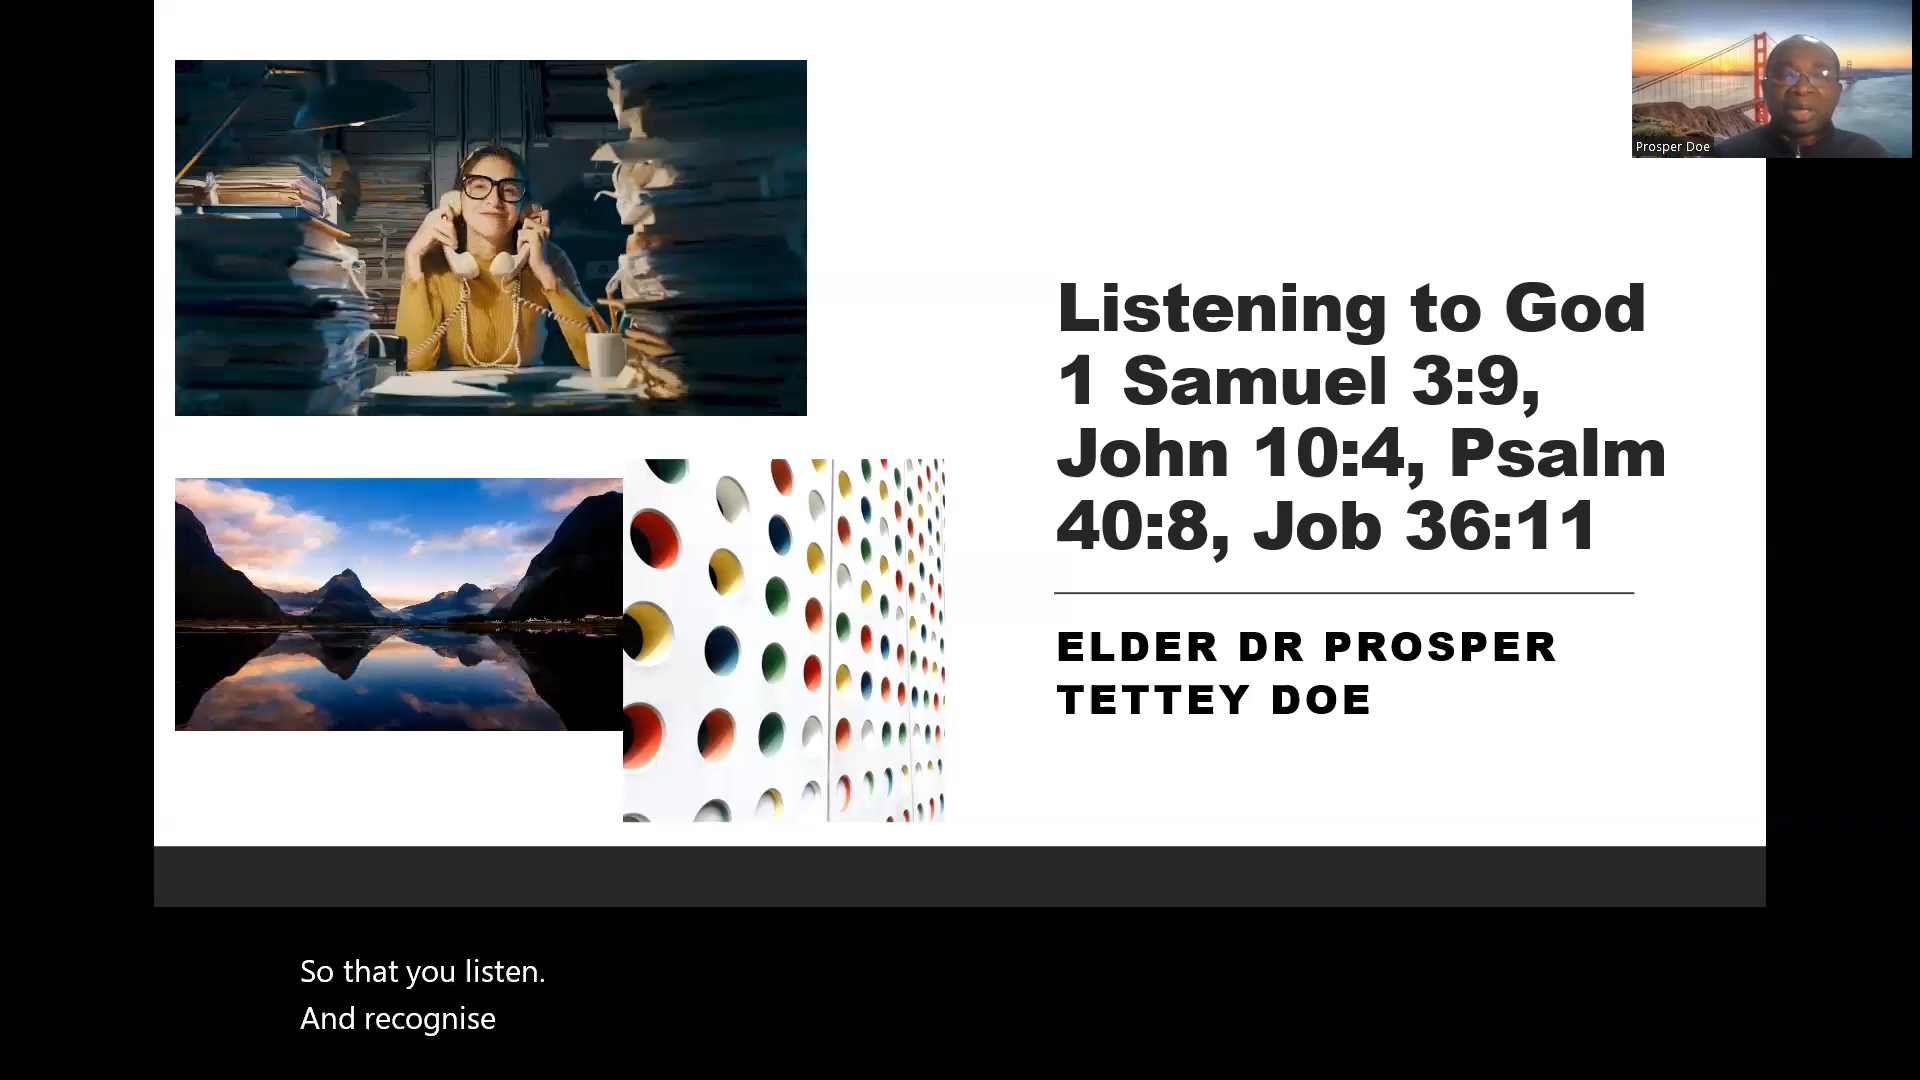 Prosper Doe
Listening to God
1 Samuel 3:9,
John 10:4, Psalm
40:8, Job 36:11
ELDER DR PROSPER
TETTEY DOE
So that you listen.
And recognise